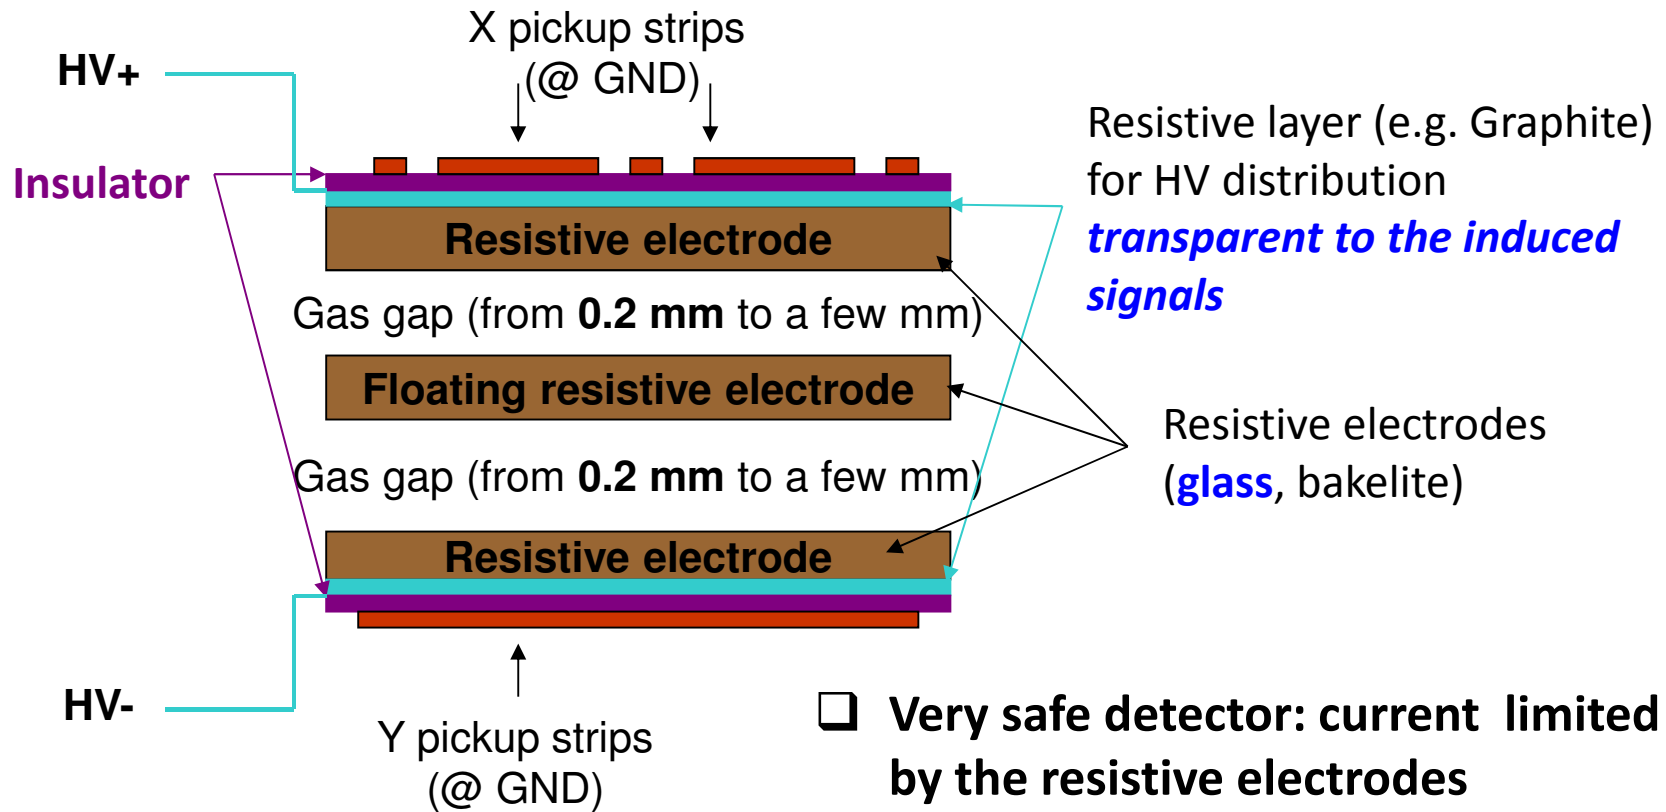 X pickup strips
(@ GND)
HV+
Insulator
Resistive layer (e.g. Graphite)
for HV distribution
transparent to the induced
signals
Resistive electrode
Gas gap (from 0.2 mm to a few mm)
Floating resistive electrode
Gas gap (from 0.2 mm to a few mm)
Resistive electrodes
(glass, bakelite)
Resistive electrode
HV-
Y pickup strips
(@ GND)
❑ Very safe detector: current limited
by the resistive electrodes